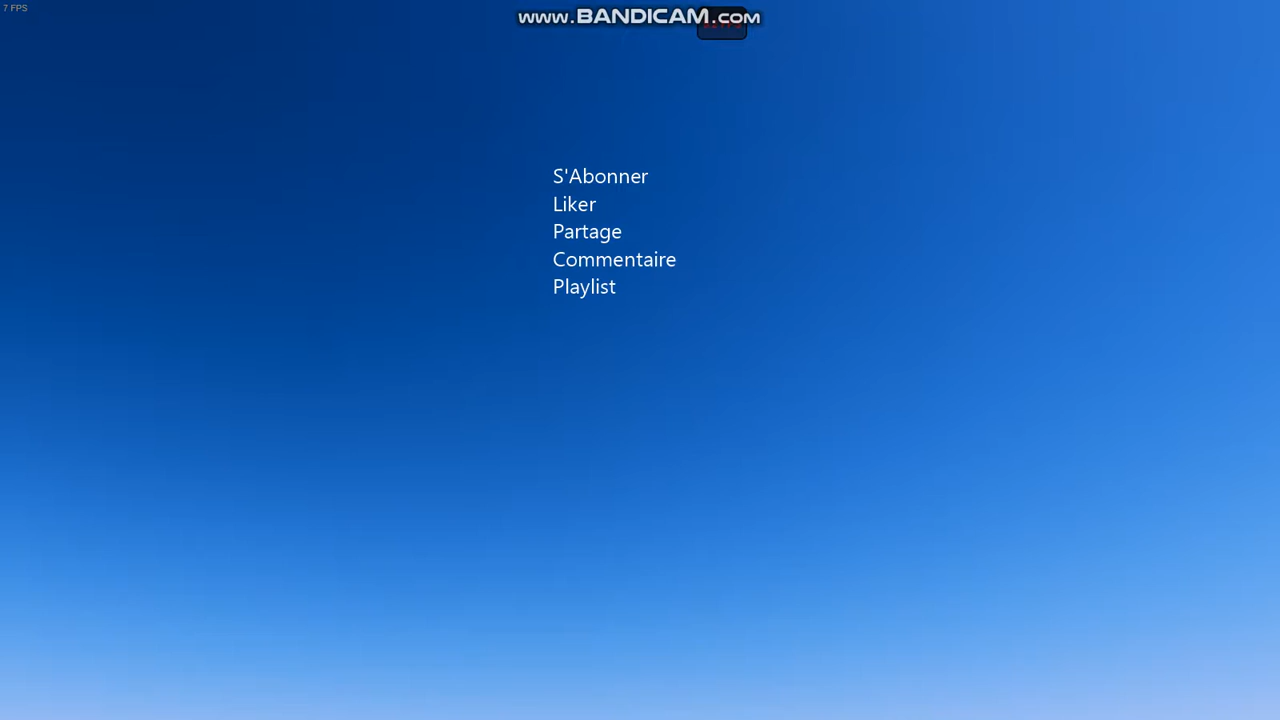 7 FPS
www.BANDICAM.com
S'Abonner
Liker
Partage
Commentaire
Playlist